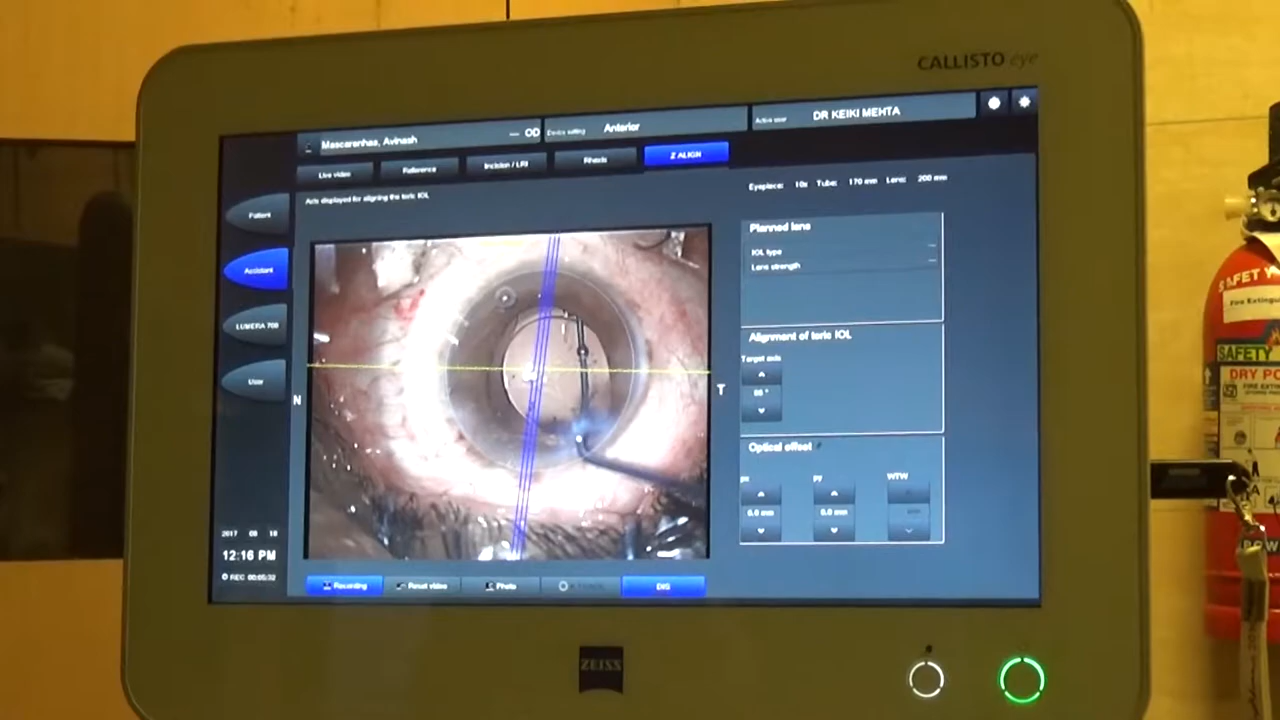 CALLISTO eye
Mascarenhas, Avinash
OD
Device setting
Anterior
Active user
DR KEIKI MEHTA
Live video
Reference
Incision / LRI
Rhexis
Z ALIGN
Axis displayed for aligning the toric IOL
Eyepiece: 10x Tube: 170 mm Lens: 200 mm
Patient
Assistant
LUMERA 700
User
N
T
Planned lens
IOL type
Lens strength
Alignment of toric IOL
Target axis
Optical offset
px
py
WTW
0.0 mm
0.0 mm
2017
12:16 PM
REC 00:05:32
Recording
Reset video
Photo
ZEISS
SAFETY
Fire Extingu
SAFETY
DRY PO